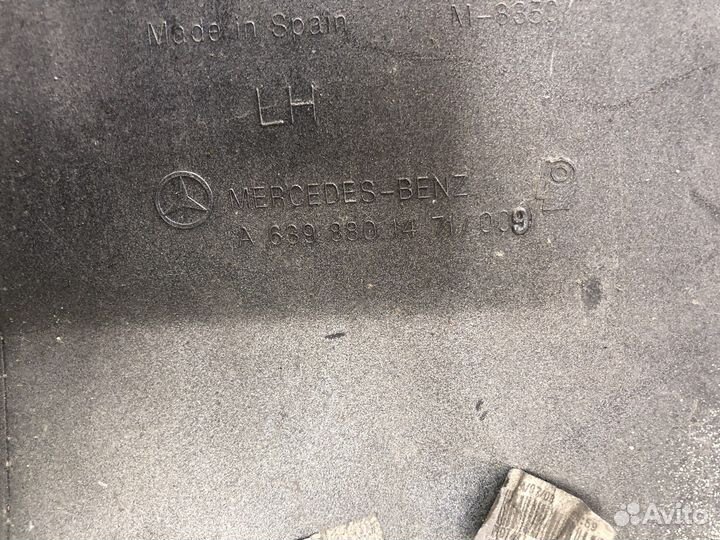 Made in Spain
LH
MERCEDES-BENZ
A 639 880 14 71 / 009
Avito